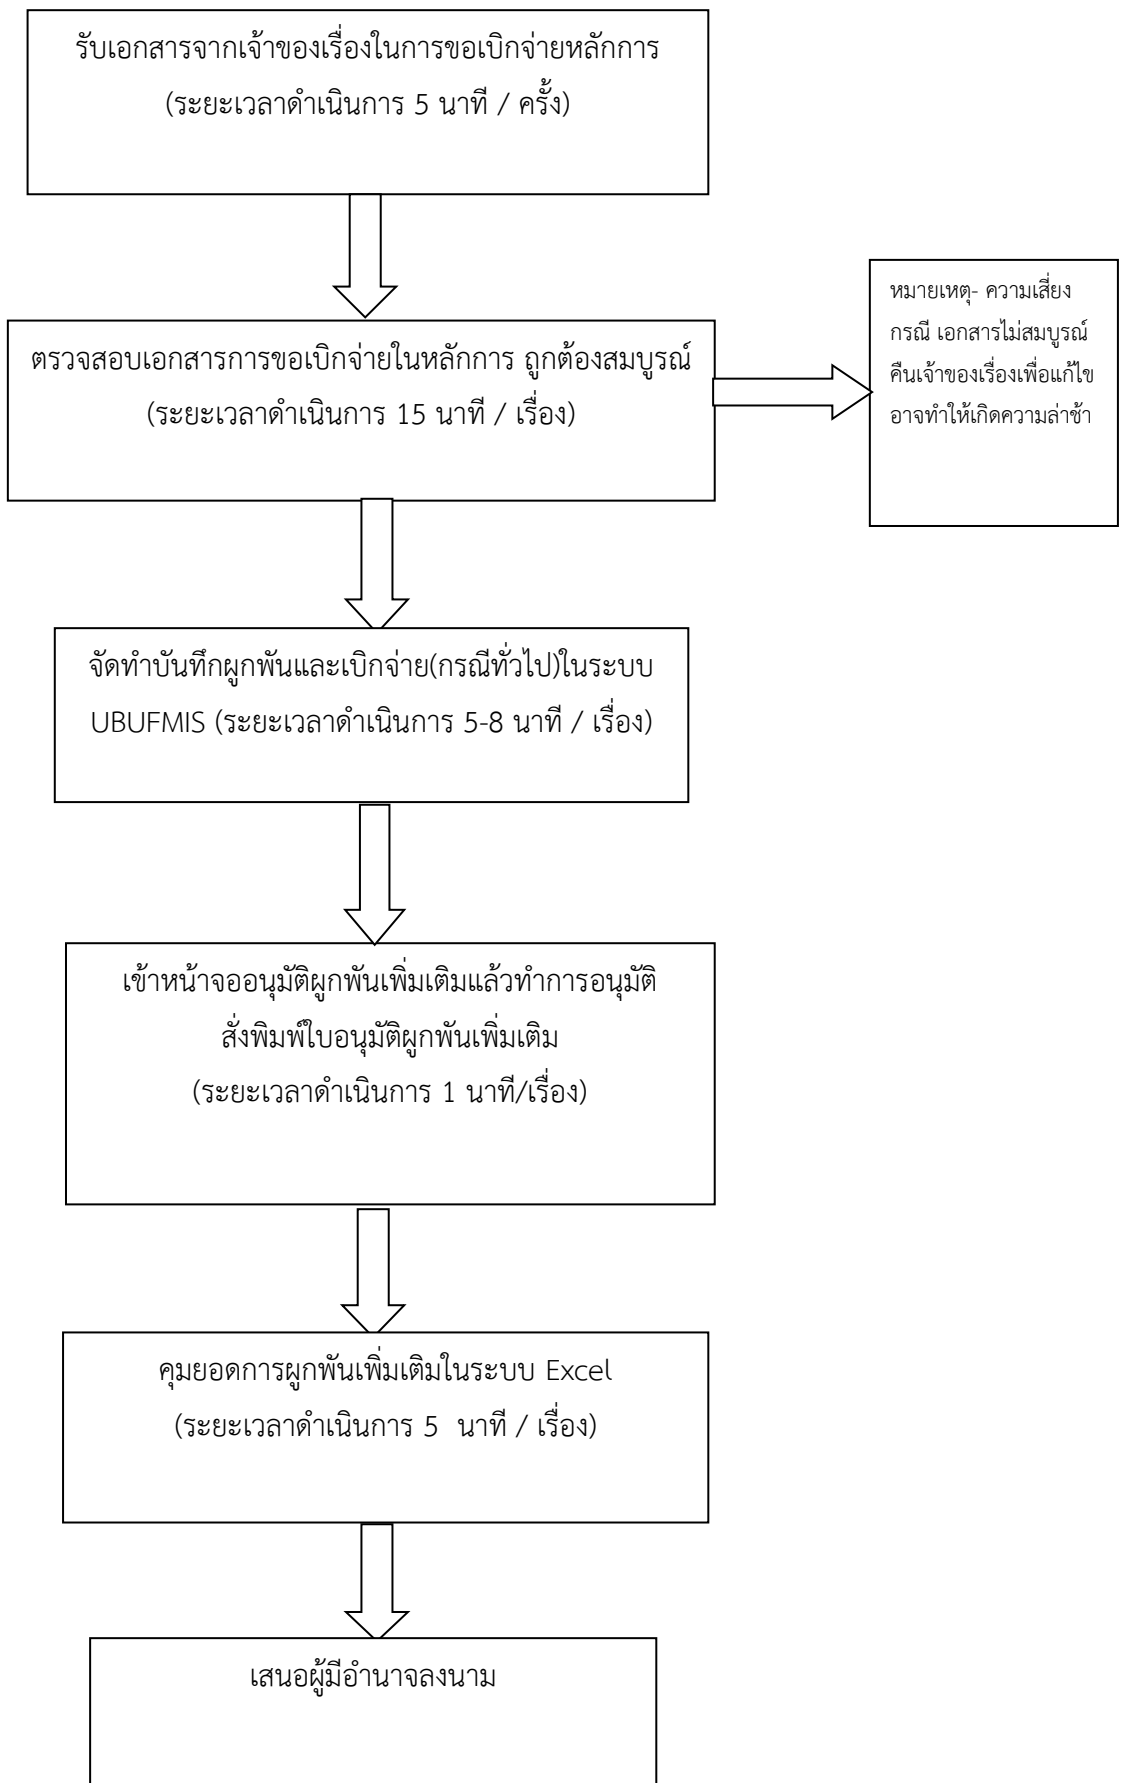 รับเอกสารจากเจ้าของเรื่องในการขอเบิกจ่ายหลักการ
(ระยะเวลาดำเนินการ 5 นาที / ครั้ง)
ตรวจสอบเอกสารการขอเบิกจ่ายในหลักการ ถูกต้องสมบูรณ์
(ระยะเวลาดำเนินการ 15 นาที / เรื่อง)
หมายเหตุ- ความเสี่ยง
กรณี เอกสารไม่สมบูรณ์
คืนเจ้าของเรื่องเพื่อแก้ไข
อาจทำให้เกิดความล่าช้า
จัดทำบันทึกผูกพันและเบิกจ่าย(กรณีทั่วไป)ในระบบ
UBUFMIS (ระยะเวลาดำเนินการ 5-8 นาที / เรื่อง)
เข้าหน้าจออนุมัติผูกพันเพิ่มเติมแล้วทำการอนุมัติ
สั่งพิมพ์ใบอนุมัติผูกพันเพิ่มเติม
(ระยะเวลาดำเนินการ 1 นาที/เรื่อง)
คุมยอดการผูกพันเพิ่มเติมในระบบ Excel
(ระยะเวลาดำเนินการ 5 นาที / เรื่อง)
เสนอผู้มีอำนาจลงนาม